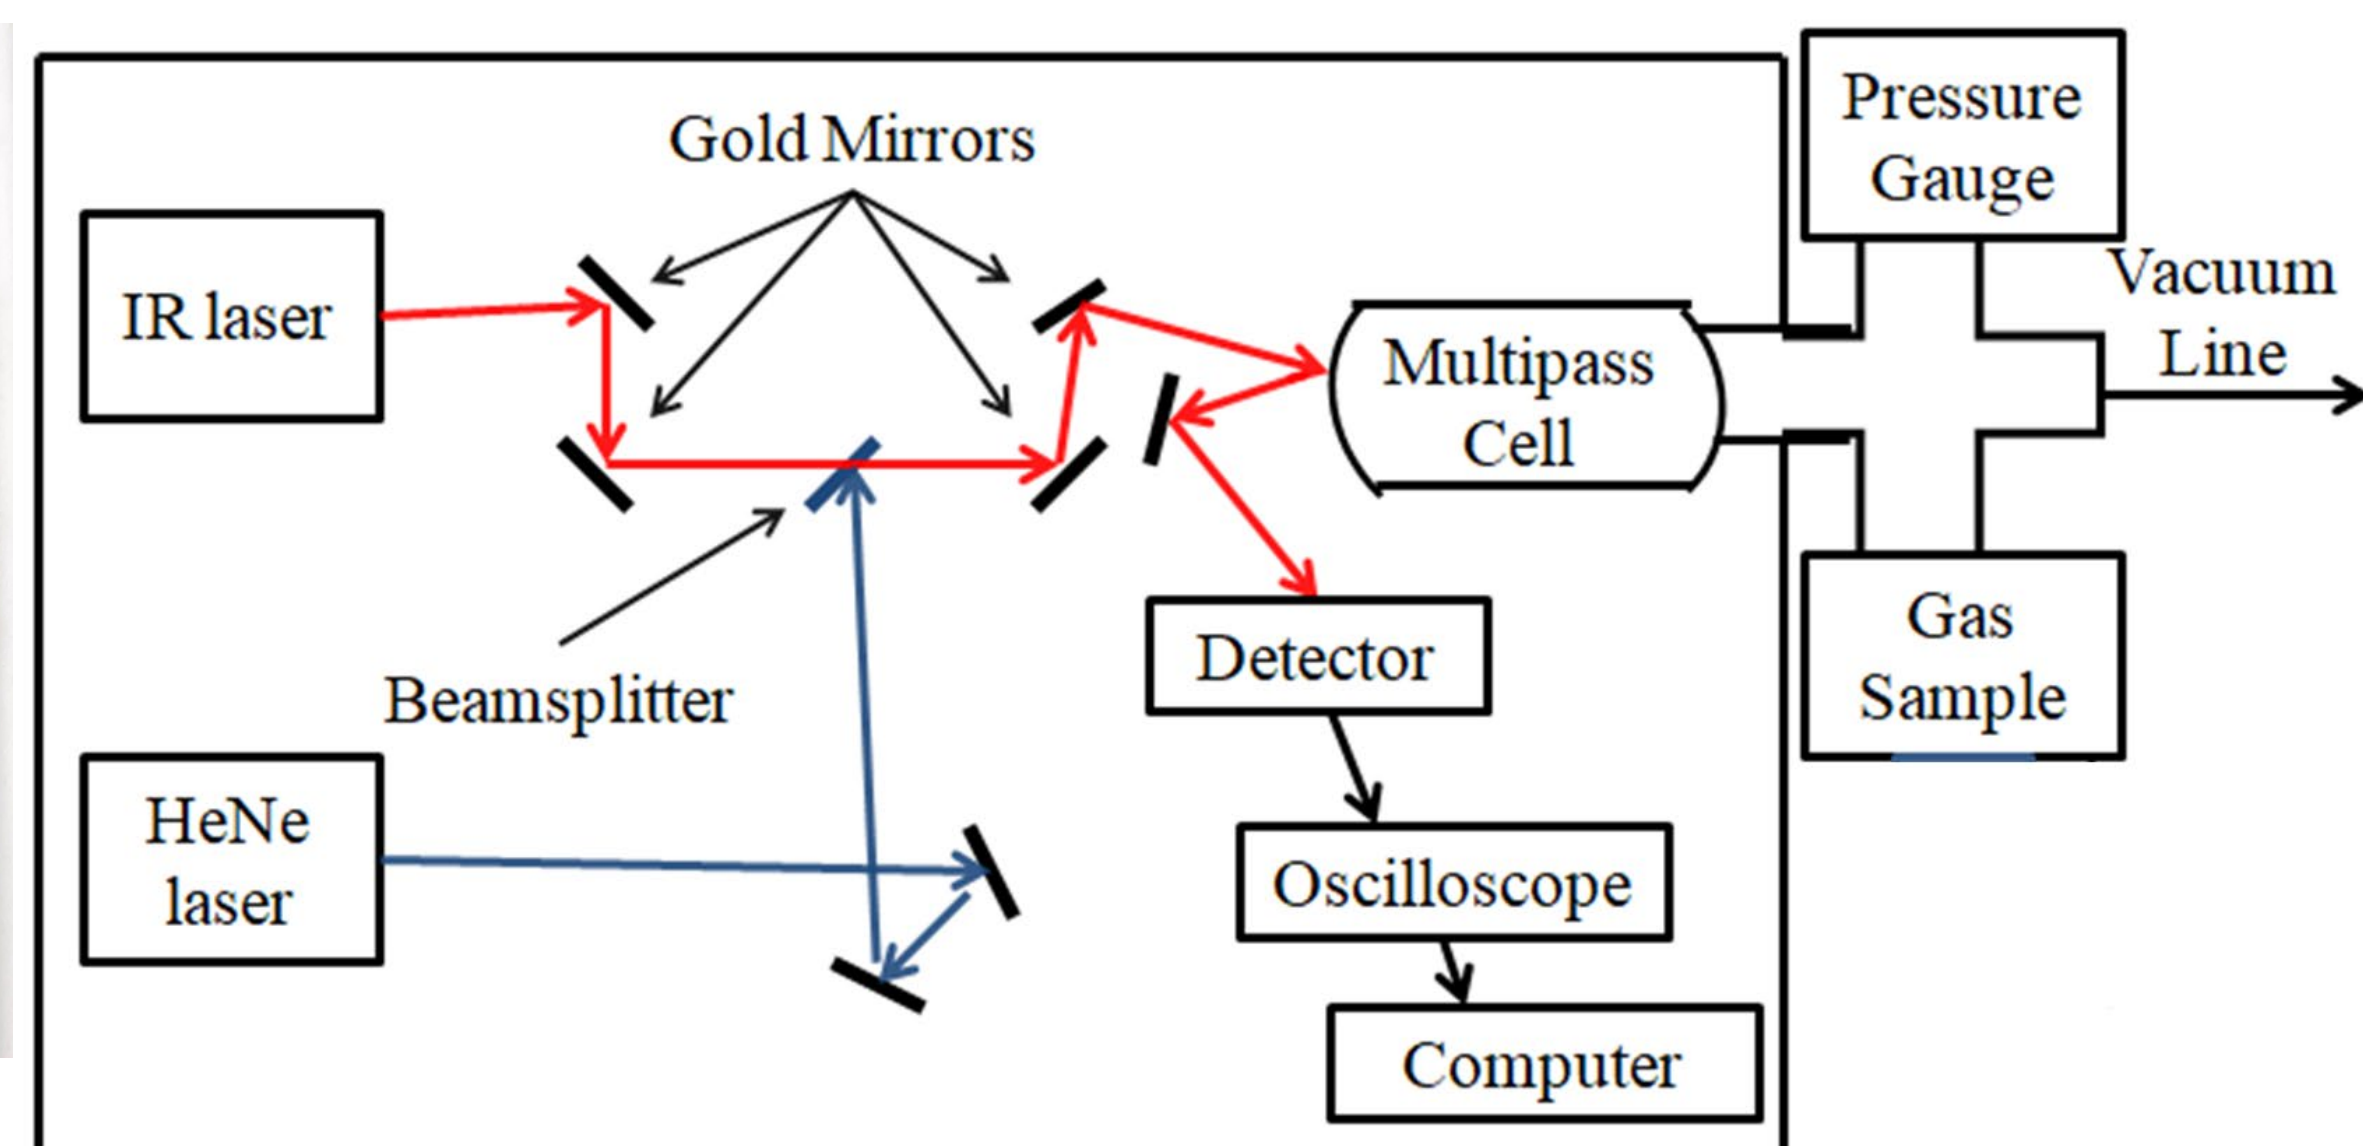 Gold Mirrors
Pressure
Gauge
IR laser
Vacuum
Line
Multipass
Cell
Beamsplitter
Detector
Gas
Sample
HeNe
laser
Oscilloscope
Computer